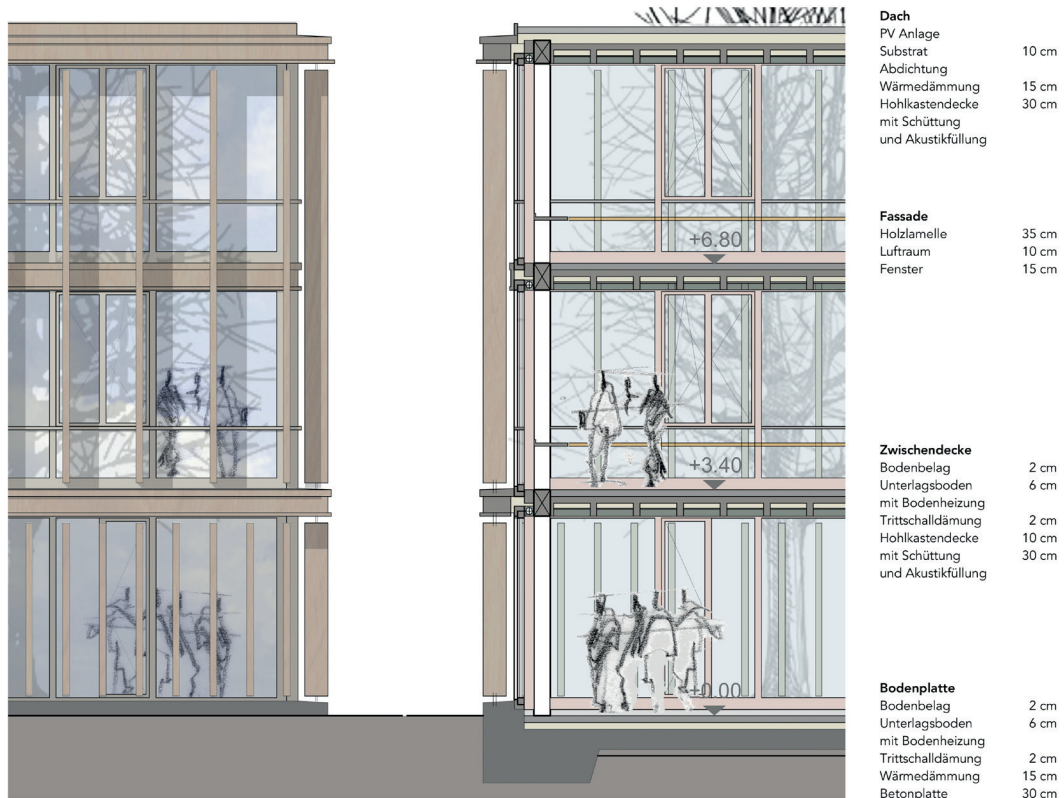 +6.80
+3.40
+0.00
Dach
PV Anlage
Substrat 10 cm
Abdichtung
Wärmedämmung 15 cm
Hohlkastendecke 30 cm
mit Schüttung
und Akustikfüllung
Fassade
Holzlamelle 35 cm
Luftraum 10 cm
Fenster 15 cm
Zwischendecke
Bodenbelag 2 cm
Unterlagsboden 6 cm
mit Bodenheizung
Trittschalldämung 2 cm
Hohlkastendecke 10 cm
mit Schüttung 30 cm
und Akustikfüllung
Bodenplatte
Bodenbelag 2 cm
Unterlagsboden 6 cm
mit Bodenheizung
Trittschalldämung 2 cm
Wärmedämmung 15 cm
Betonplatte 30 cm